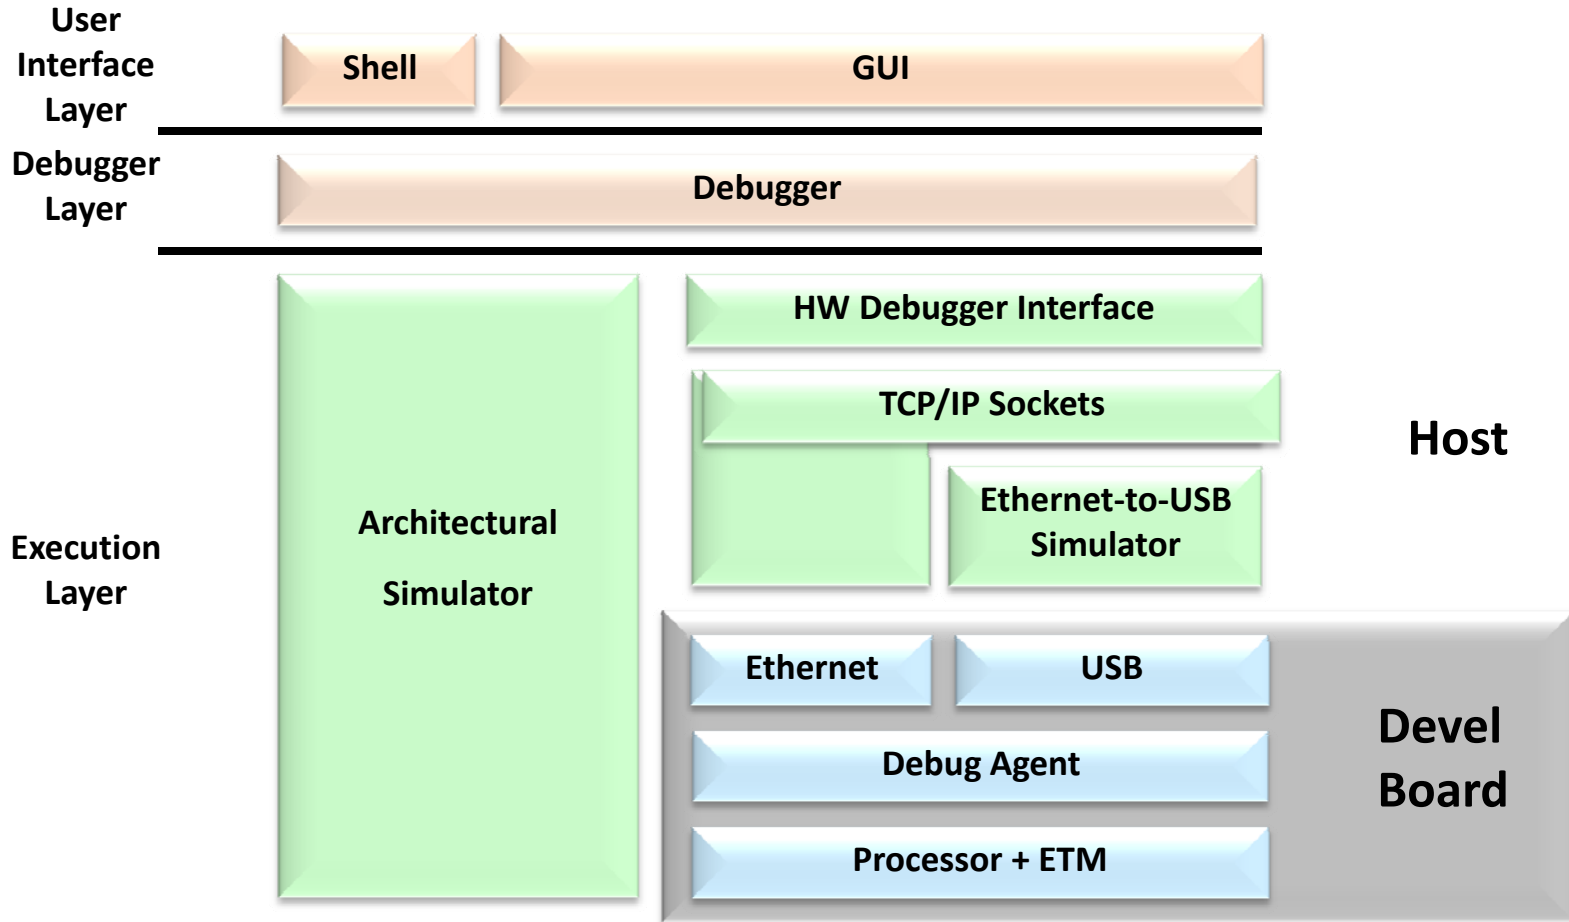 User
Interface
Layer
Shell
GUI
Debugger
Layer
Debugger
Execution
Layer
Architectural
Simulator
HW Debugger Interface
TCP/IP Sockets
Ethernet-to-USB
Simulator
Host
Ethernet
USB
Debug Agent
Processor + ETM
Devel
Board